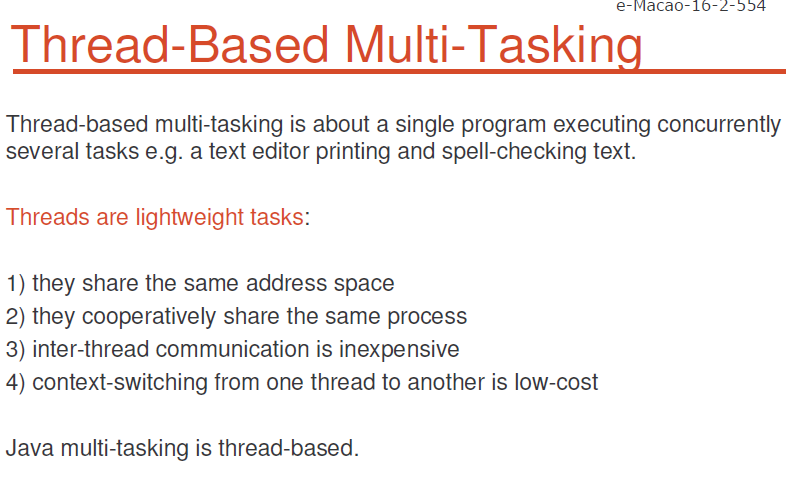 e-Macao-16-2-554
Thread-Based Multi-Tasking
Thread-based multi-tasking is about a single program executing concurrently
several tasks e.g. a text editor printing and spell-checking text.
Threads are lightweight tasks:
1) they share the same address space
2) they cooperatively share the same process
3) inter-thread communication is inexpensive
4) context-switching from one thread to another is low-cost
Java multi-tasking is thread-based.